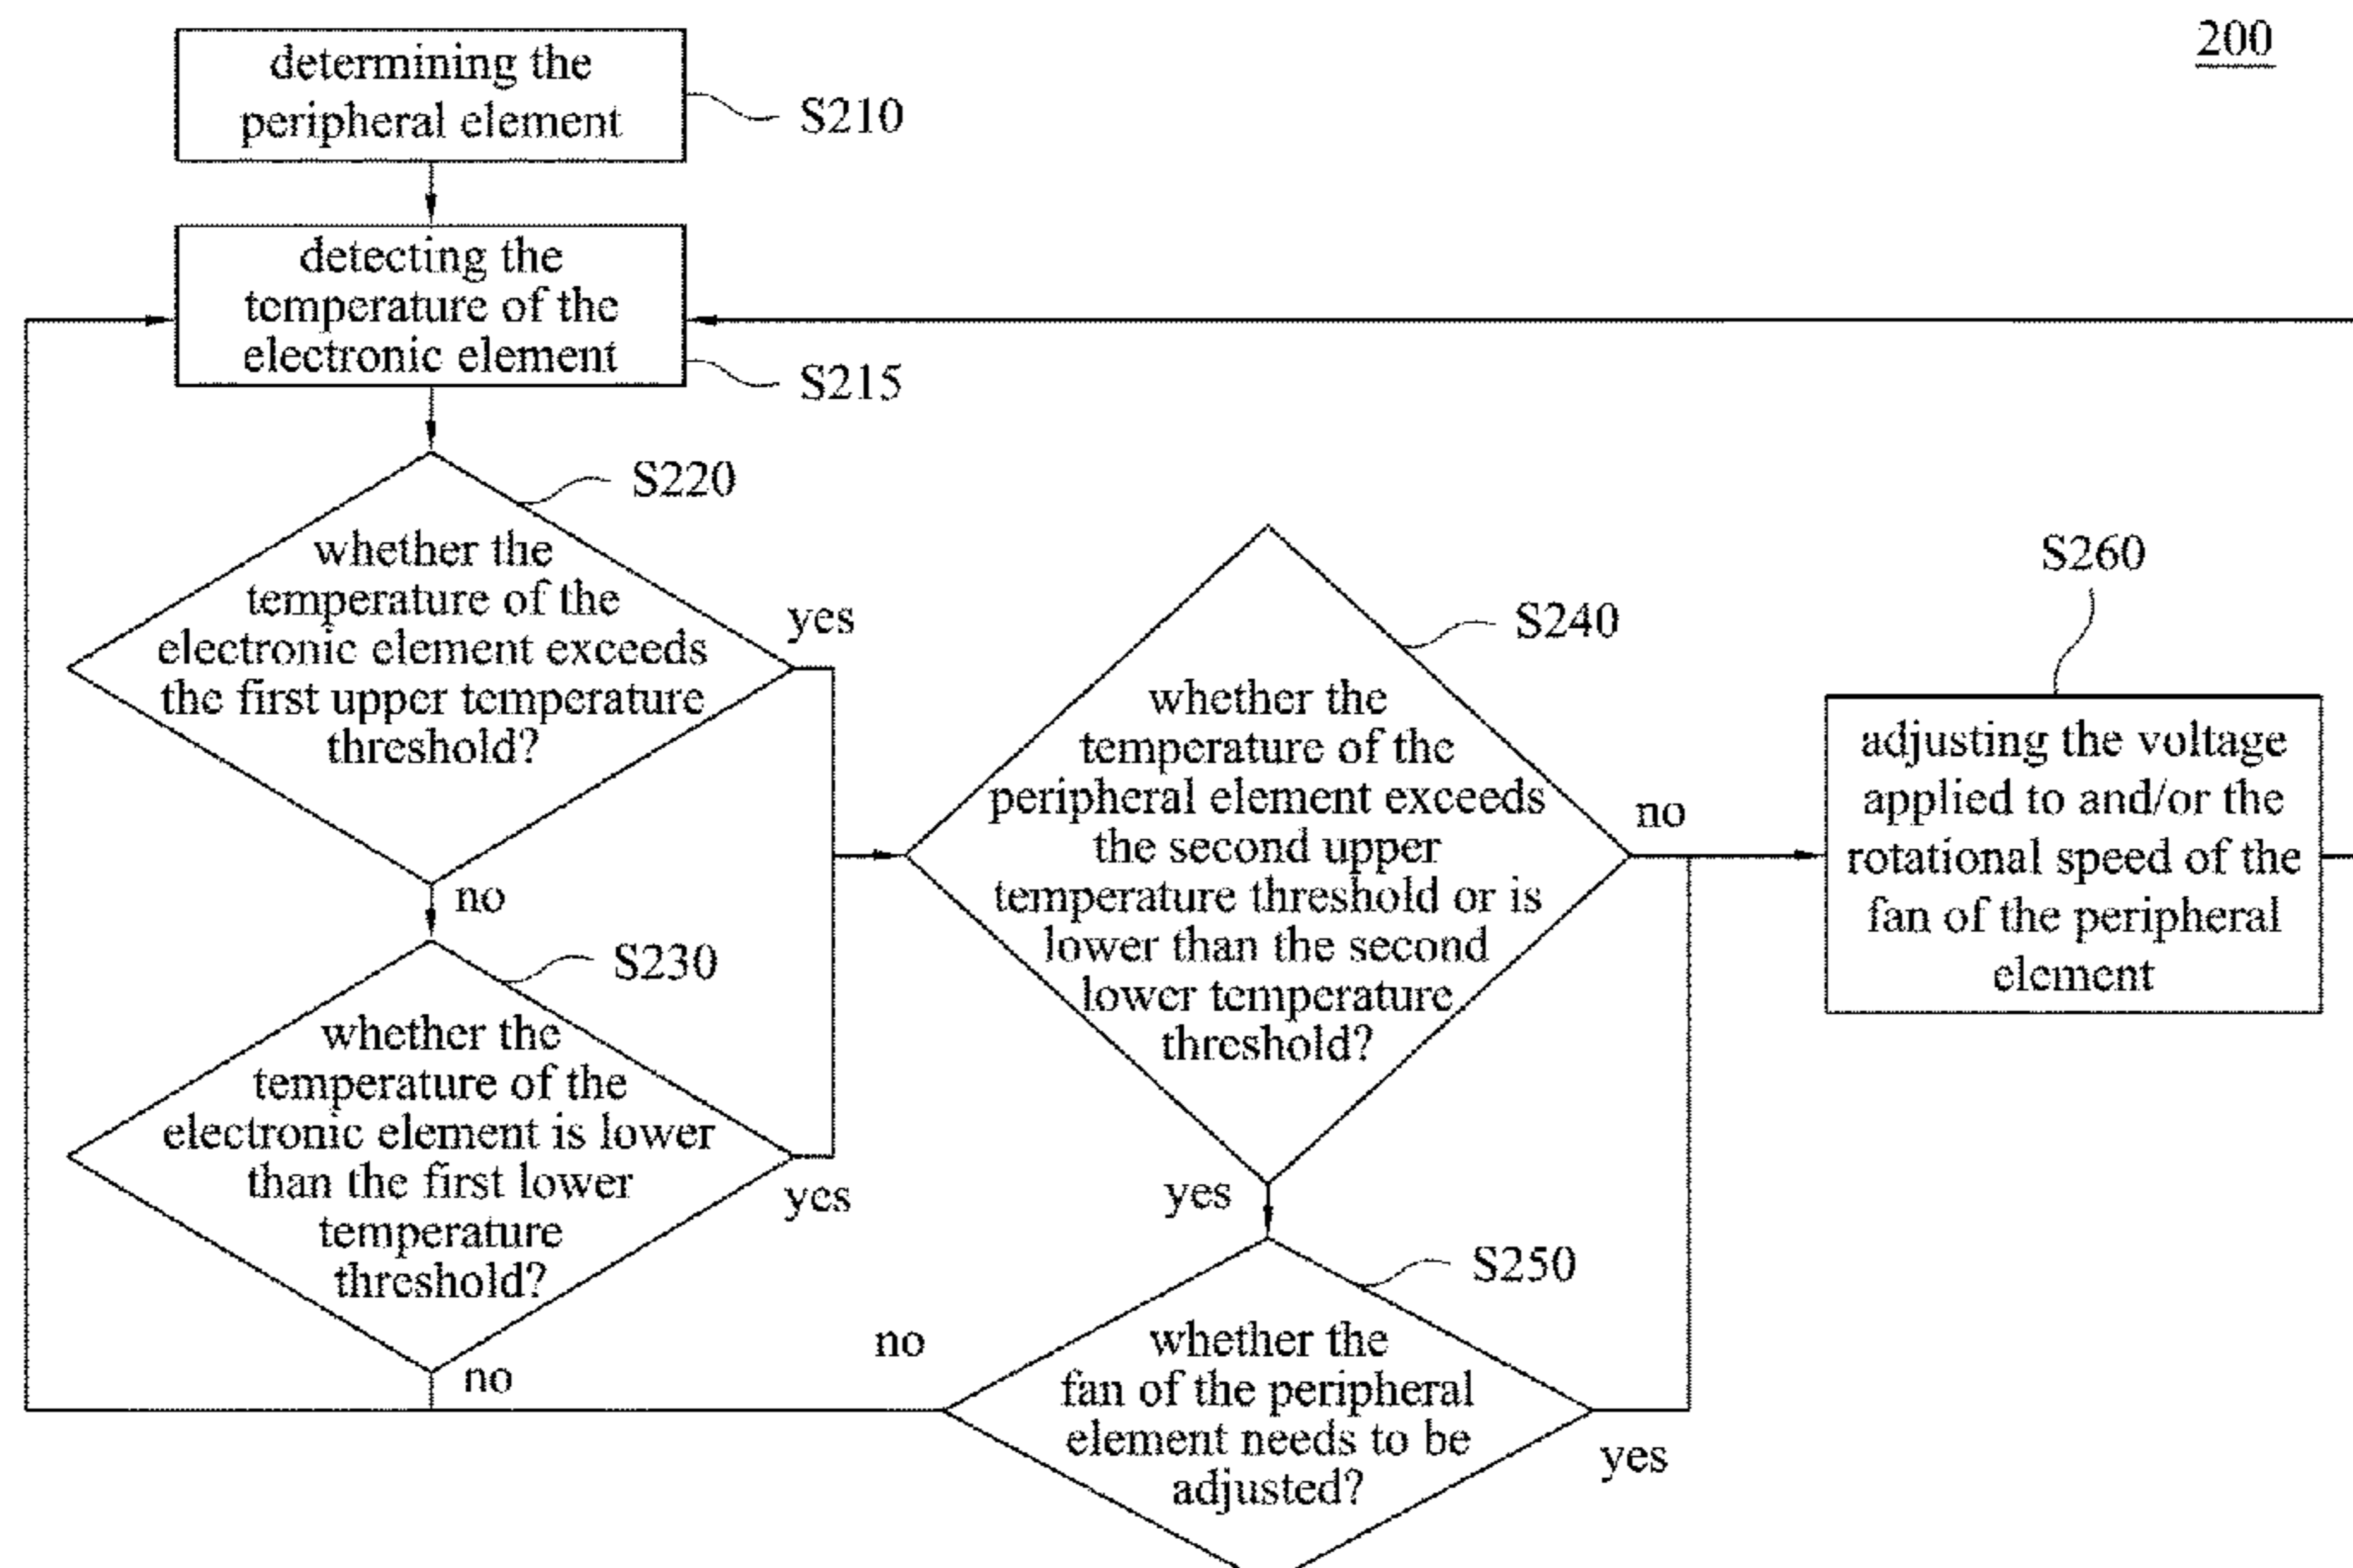 200
determining the
peripheral element
S210
detecting the
temperature of the
electronic element
S215
S220
whether the
temperature of the
electronic element exceeds
the first upper temperature
threshold?
yes
no
S230
whether the
temperature of the
electronic element is lower
than the first lower
temperature
threshold?
yes
no
S240
whether the
temperature of the
peripheral element exceeds
the second upper
temperature threshold or is
lower than the second
lower temperature
threshold?
no
yes
S250
whether the
fan of the peripheral
element needs to be
adjusted?
no
yes
S260
adjusting the voltage
applied to and/or the
rotational speed of the
fan of the peripheral
element